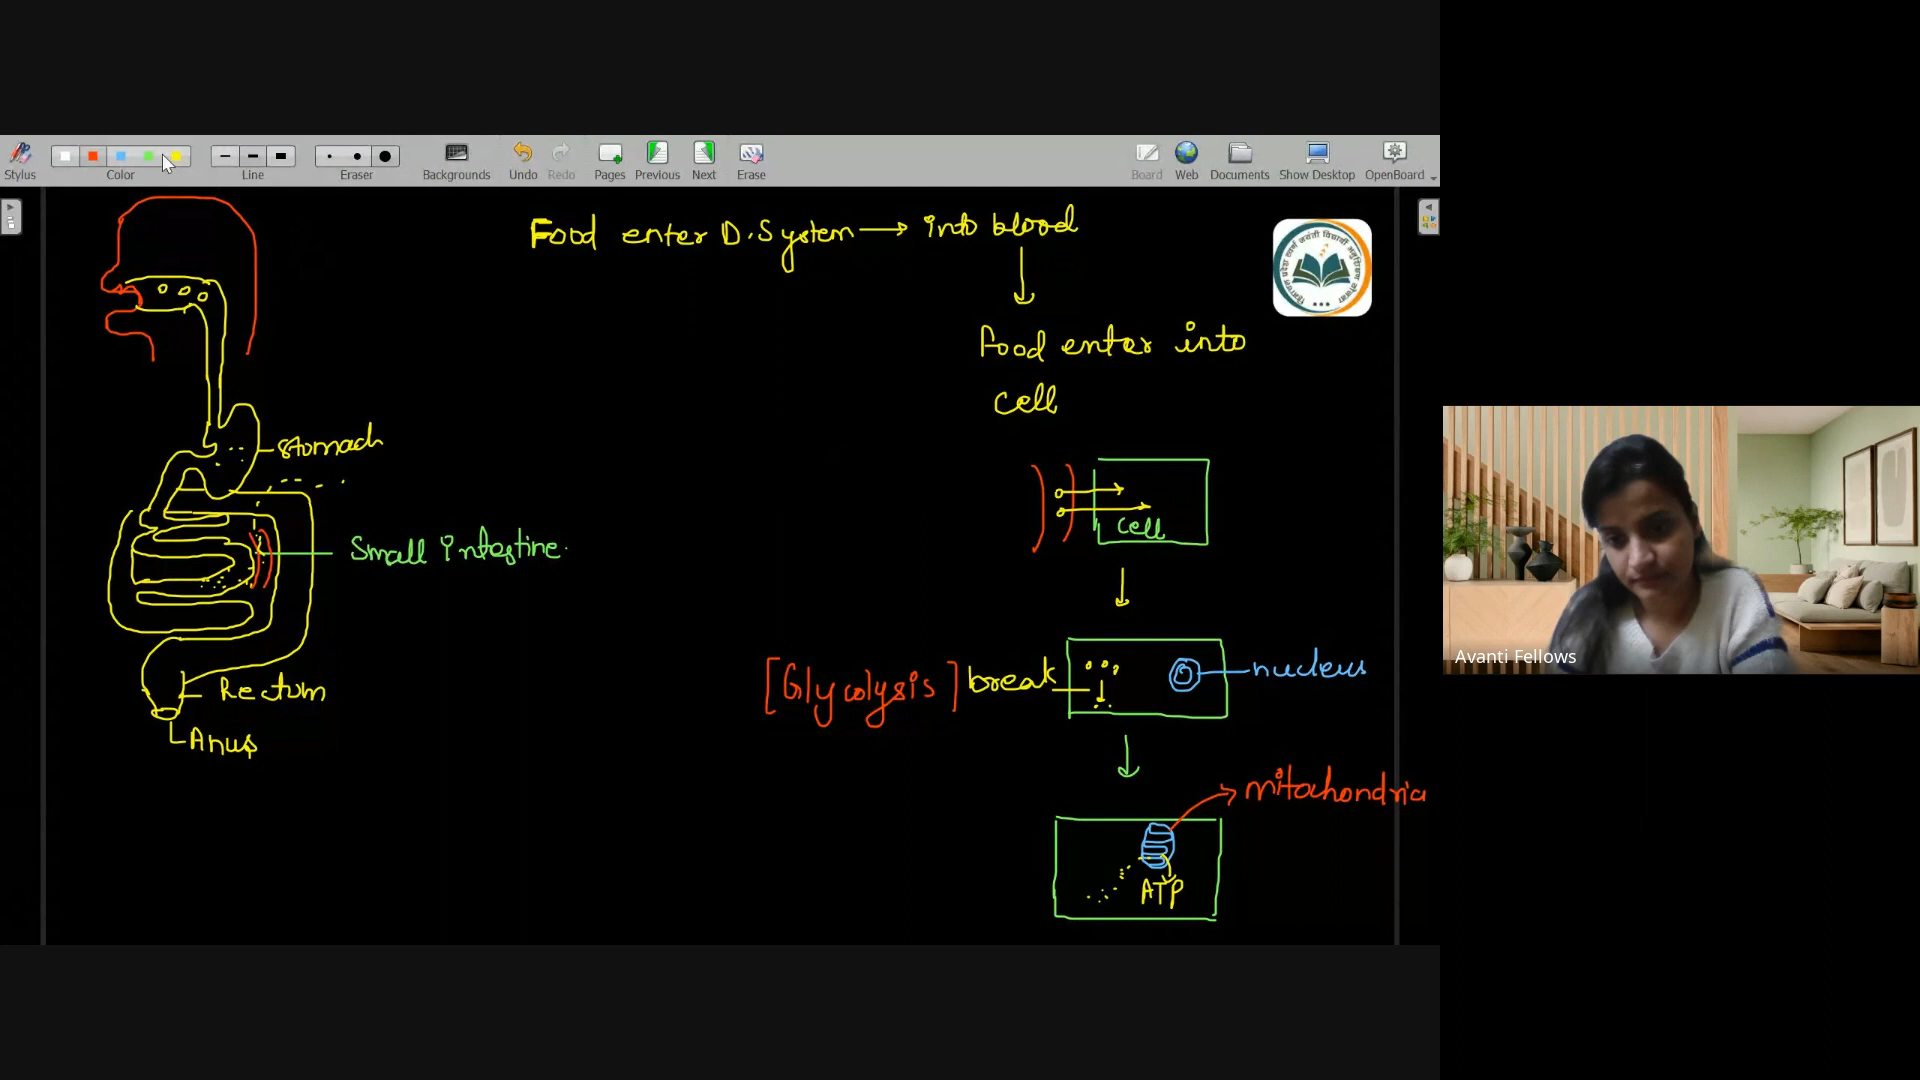 Stylus
Color
Line
Eraser
Backgrounds
Undo
Redo
Pages
Previous
Next
Erase
Board
Web
Documents
Show Desktop
OpenBoard
Food enter D.System → into blood
food enter into
cell
stomach
cell
Small intestine
[Glycolysis] break
nucleus
Rectum
Anus
mitochondria
ATP
Avanti Fellows